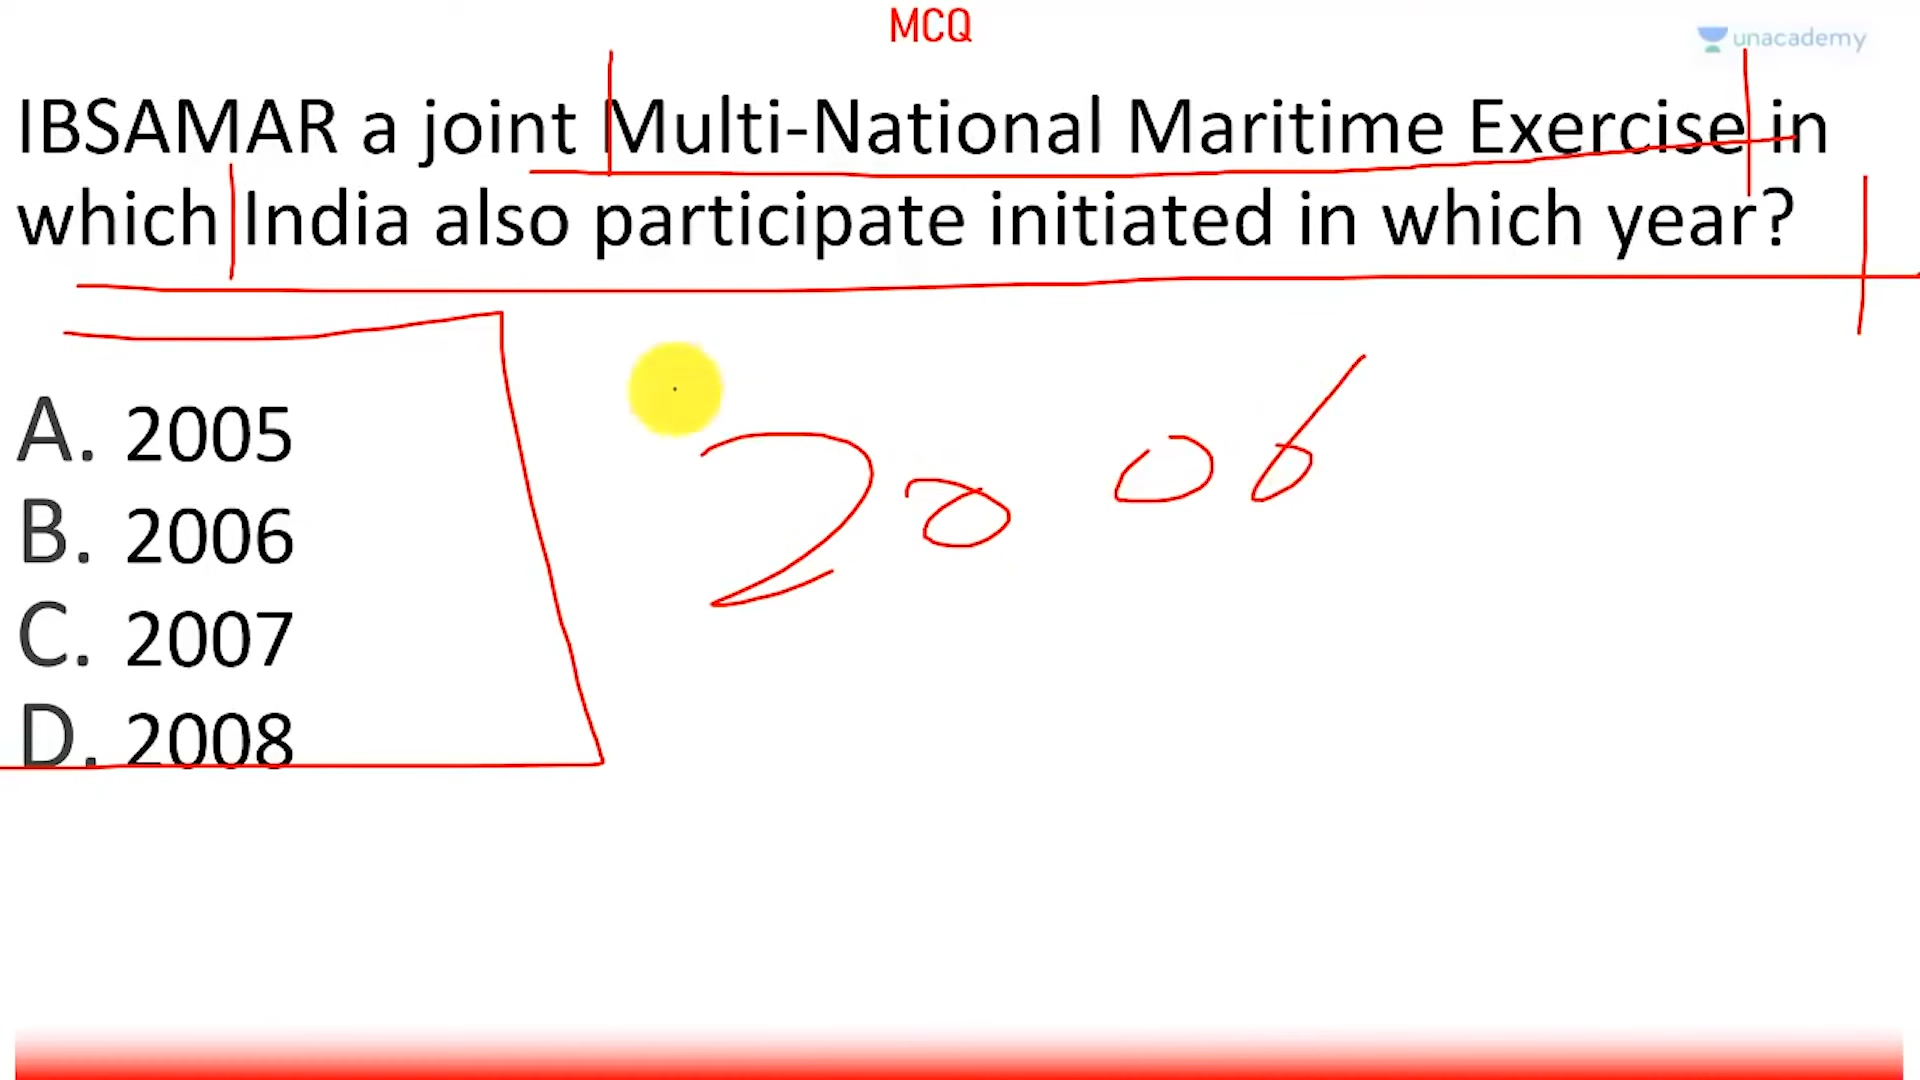 MCQ
unacademy
IBSAMAR a joint Multi-National Maritime Exercise in
which India also participate initiated in which year?
A. 2005
B. 2006
C. 2007
D. 2008
2006